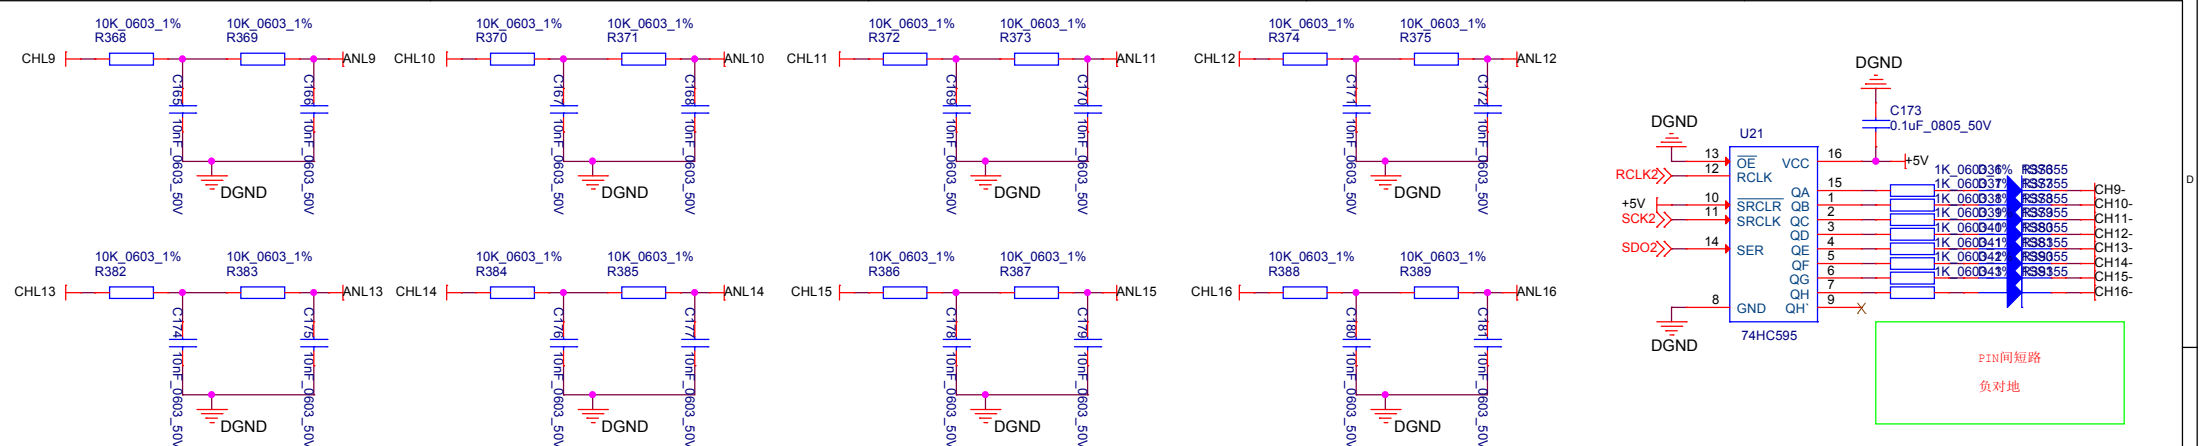 10K_0603_1%
R368
10K_0603_1%
R369
CHL9
ANL9
C165
10nF_0603_50V
C166
10nF_0603_50V
DGND
10K_0603_1%
R370
10K_0603_1%
R371
CHL10
ANL10
C167
10nF_0603_50V
C168
10nF_0603_50V
DGND
10K_0603_1%
R372
10K_0603_1%
R373
CHL11
ANL11
C169
10nF_0603_50V
C170
10nF_0603_50V
DGND
10K_0603_1%
R374
10K_0603_1%
R375
CHL12
ANL12
C171
10nF_0603_50V
C172
10nF_0603_50V
DGND
10K_0603_1%
R382
10K_0603_1%
R383
CHL13
ANL13
C174
10nF_0603_50V
C175
10nF_0603_50V
DGND
10K_0603_1%
R384
10K_0603_1%
R385
CHL14
ANL14
C176
10nF_0603_50V
C177
10nF_0603_50V
DGND
10K_0603_1%
R386
10K_0603_1%
R387
CHL15
ANL15
C178
10nF_0603_50V
C179
10nF_0603_50V
DGND
10K_0603_1%
R388
10K_0603_1%
R389
CHL16
ANL16
C180
10nF_0603_50V
C181
10nF_0603_50V
DGND
DGND
C173
0.1uF_0805_50V
+5V
DGND
U21
13 OE VCC 16
RCLK2 12 RCLK
QA 15
+5V 10 SRCLR QB 1
SCK2 11 SRCLK QC 2
QD 3
SDO2 14 SER QE 4
QF 5
QG 6
QH 7
8 GND QH` 9
DGND
74HC595
CH9-
CH10-
CH11-
CH12-
CH13-
CH14-
CH15-
CH16-
PIN间短路
负对地
D